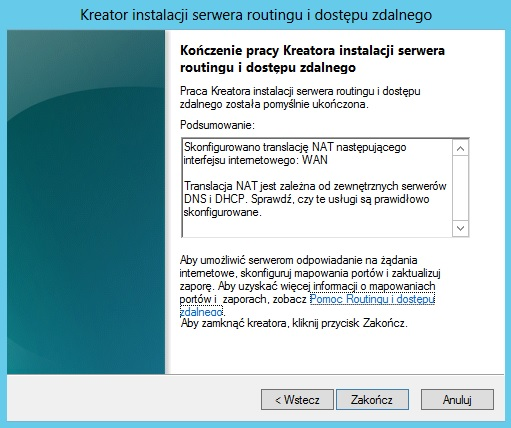 Kreator instalacji serwera routingu i dostępu zdalnego
Kończenie pracy Kreatora instalacji serwera
routingu i dostępu zdalnego
Praca Kreatora instalacji serwera routingu i dostępu
zdalnego została pomyślnie ukończona.
Podsumowanie:
Skonfigurowano translację NAT następującego
interfejsu internetowego: WAN
Translacja NAT jest zależna od zewnętrznych serwerów
DNS i DHCP. Sprawdź, czy te usługi są prawidłowo
skonfigurowane.
Aby umożliwić serwerom odpowiadanie na żądania
internetowe, skonfiguruj mapowania portów i zaktualizuj
zaporę. Aby uzyskać więcej informacji o mapowaniach
portów i zaporach, zobacz Pomoc Routingu i dostępu
zdalnego.
Aby zamknąć kreatora, kliknij przycisk Zakończ.
< Wstecz Zakończ Anuluj